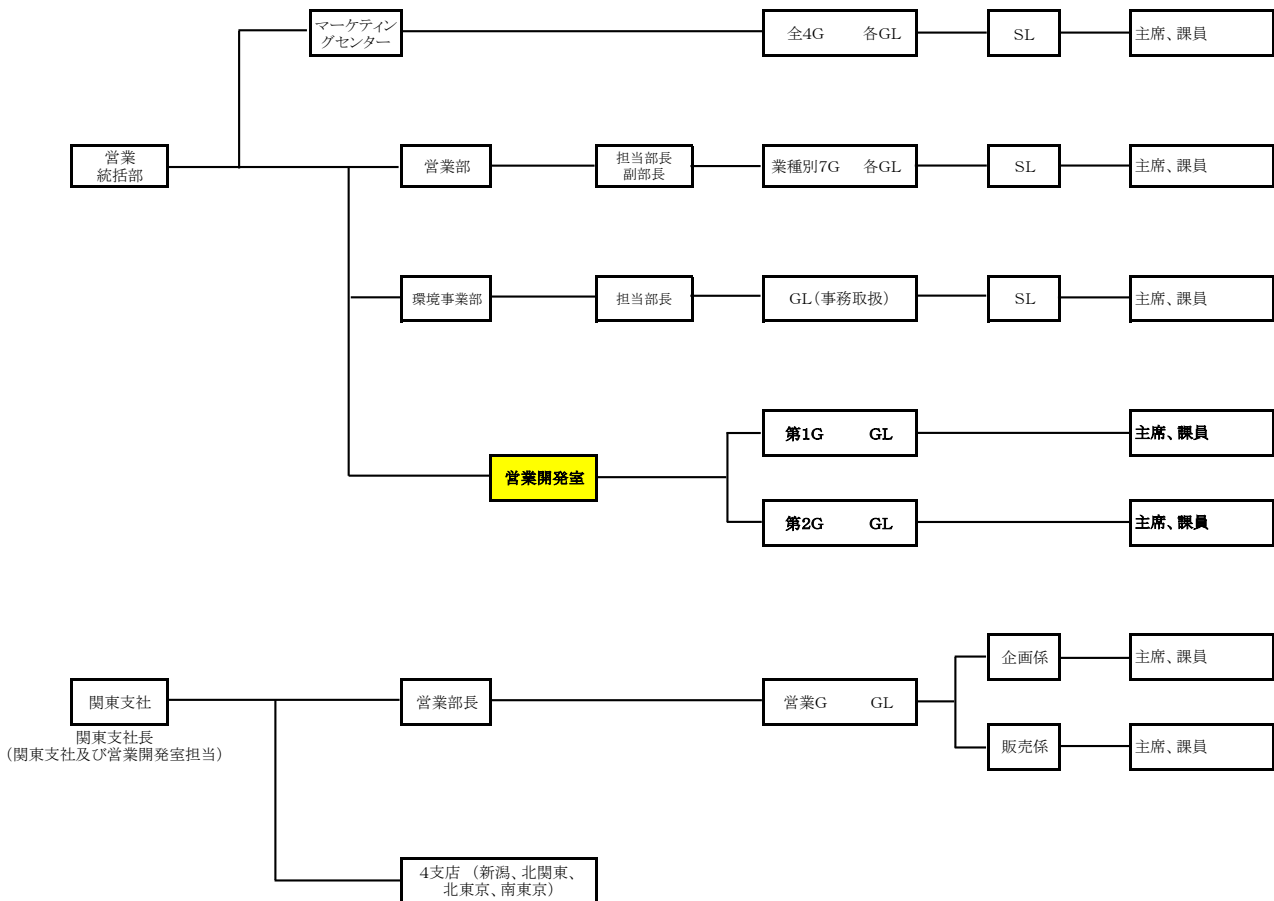 マーケティン
グセンター
全4G　各GL
SL
主席、課員
営業
統括部
営業部
担当部長
副部長
業種別7G　各GL
SL
主席、課員
環境事業部
担当部長
GL（事務取扱）
SL
主席、課員
営業開発室
第1G　GL
主席、課員
第2G　GL
主席、課員
関東支社
関東支社長
（関東支社及び営業開発室担当）
営業部長
営業G　GL
企画係
主席、課員
販売係
主席、課員
4支店（新潟、北関東、
北東京、南東京）